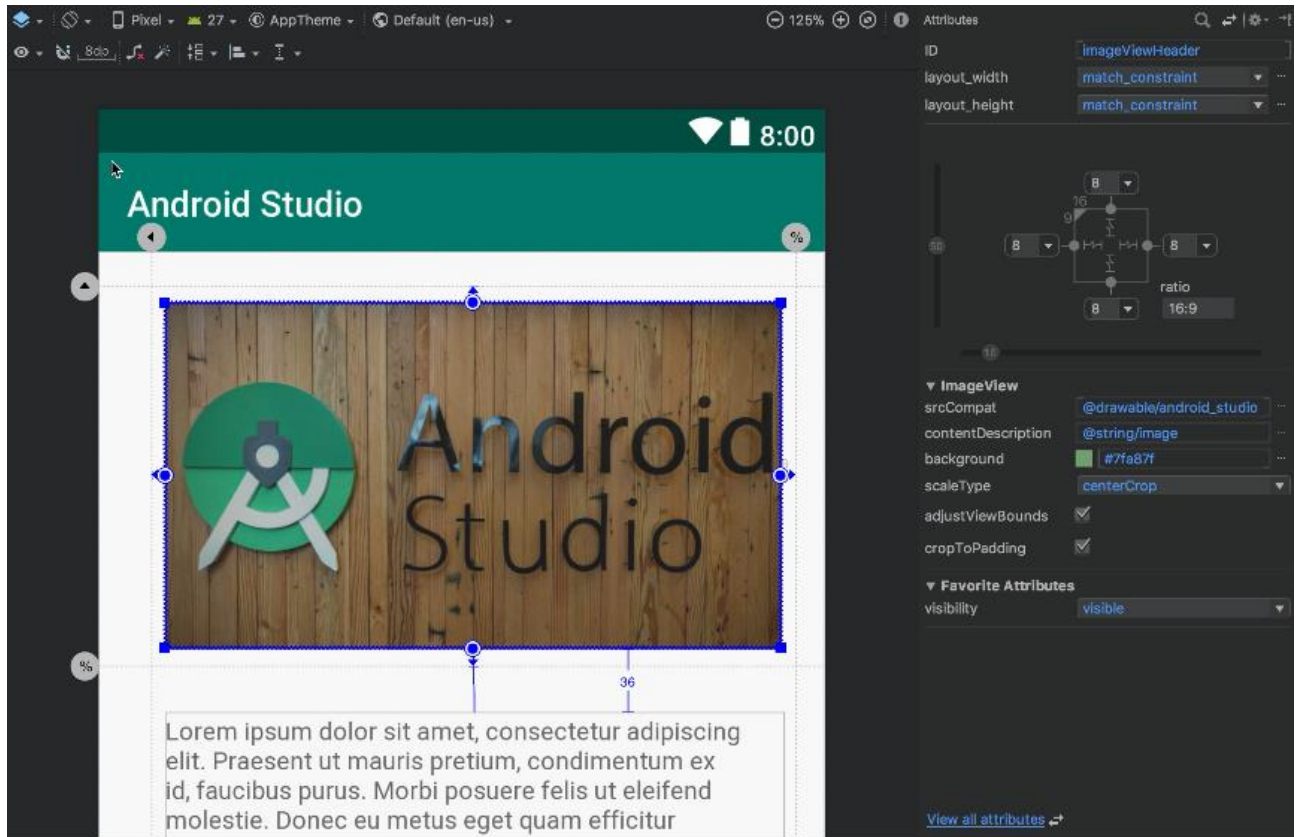 Pixel 27 AppTheme Default (en-us) 125%
8dp
8:00
Android Studio
%
Android
Studio
%
36
Lorem ipsum dolor sit amet, consectetur adipiscing
elit. Praesent ut mauris pretium, condimentum ex
id, faucibus purus. Morbi posuere felis ut eleifend
molestie. Donec eu metus eget quam efficitur
Attributes
ID imageViewHeader
layout_width match_constraint
layout_height match_constraint
8
16
9
50 8 8
ratio
8 16:9
▼ ImageView
srcCompat @drawable/android_studio
contentDescription @string/image
background #7fa87f
scaleType centerCrop
adjustViewBounds
cropToPadding
▼ Favorite Attributes
visibility visible
View all attributes